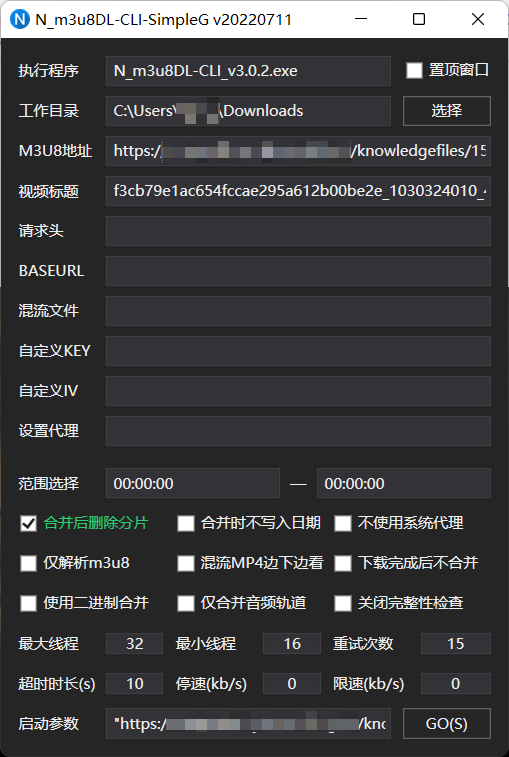 N_m3u8DL-CLI-SimpleG v20220711
执行程序 N_m3u8DL-CLI_v3.0.2.exe 置顶窗口
工作目录 C:\Users\ \Downloads 选择
M3U8地址 https:/ /knowledgefiles/15
视频标题 f3cb79e1ac654fccae295a612b00be2e_1030324010_
请求头
BASEURL
混流文件
自定义KEY
自定义IV
设置代理
范围选择 00:00:00 — 00:00:00
合并后删除分片 合并时不写入日期 不使用系统代理
仅解析m3u8 混流MP4边下边看 下载完成后不合并
使用二进制合并 仅合并音频轨道 关闭完整性检查
最大线程 32 最小线程 16 重试次数 15
超时时长(s) 10 停速(kb/s) 0 限速(kb/s) 0
启动参数 "https:/ /knc GO(S)